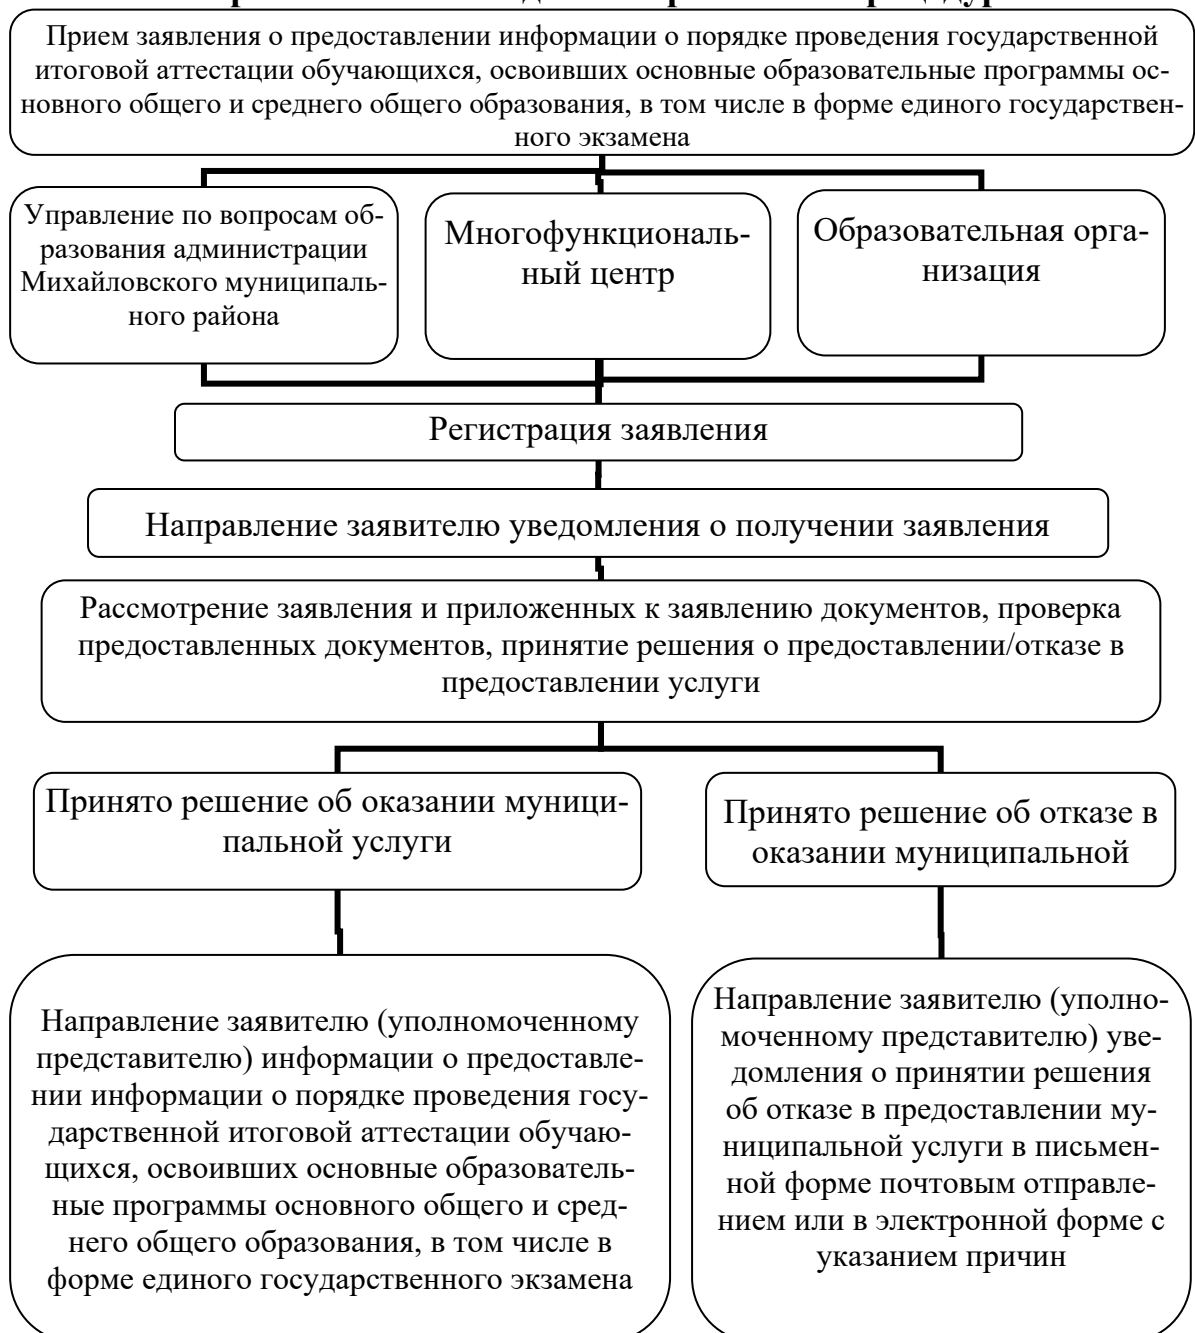 Прием заявления о предоставлении информации о порядке проведения государственной
итоговой аттестации обучающихся, освоивших основные образовательные программы ос-
новного общего и среднего общего образования, в том числе в форме единого государствен-
ного экзамена
Управление по вопросам об-
разования администрации
Михайловского муниципаль-
ного района
Многофункциональ-
ный центр
Образовательная орга-
низация
Регистрация заявления
Направление заявителю уведомления о получении заявления
Рассмотрение заявления и приложенных к заявлению документов, проверка
предоставленных документов, принятие решения о предоставлении/отказе в
предоставлении услуги
Принято решение об оказании муници-
пальной услуги
Принято решение об отказе в
оказании муниципальной
Направление заявителю (уполномоченному
представителю) информации о предоставле-
нии информации о порядке проведения госу-
дарственной итоговой аттестации обучаю-
щихся, освоивших основные образователь-
ные программы основного общего и сред-
него общего образования, в том числе в
форме единого государственного экзамена
Направление заявителю (уполно-
моченному представителю) уве-
домления о принятии решения
об отказе в предоставлении му-
ниципальной услуги в письмен-
ной форме почтовым отправле-
нием или в электронной форме с
указанием причин